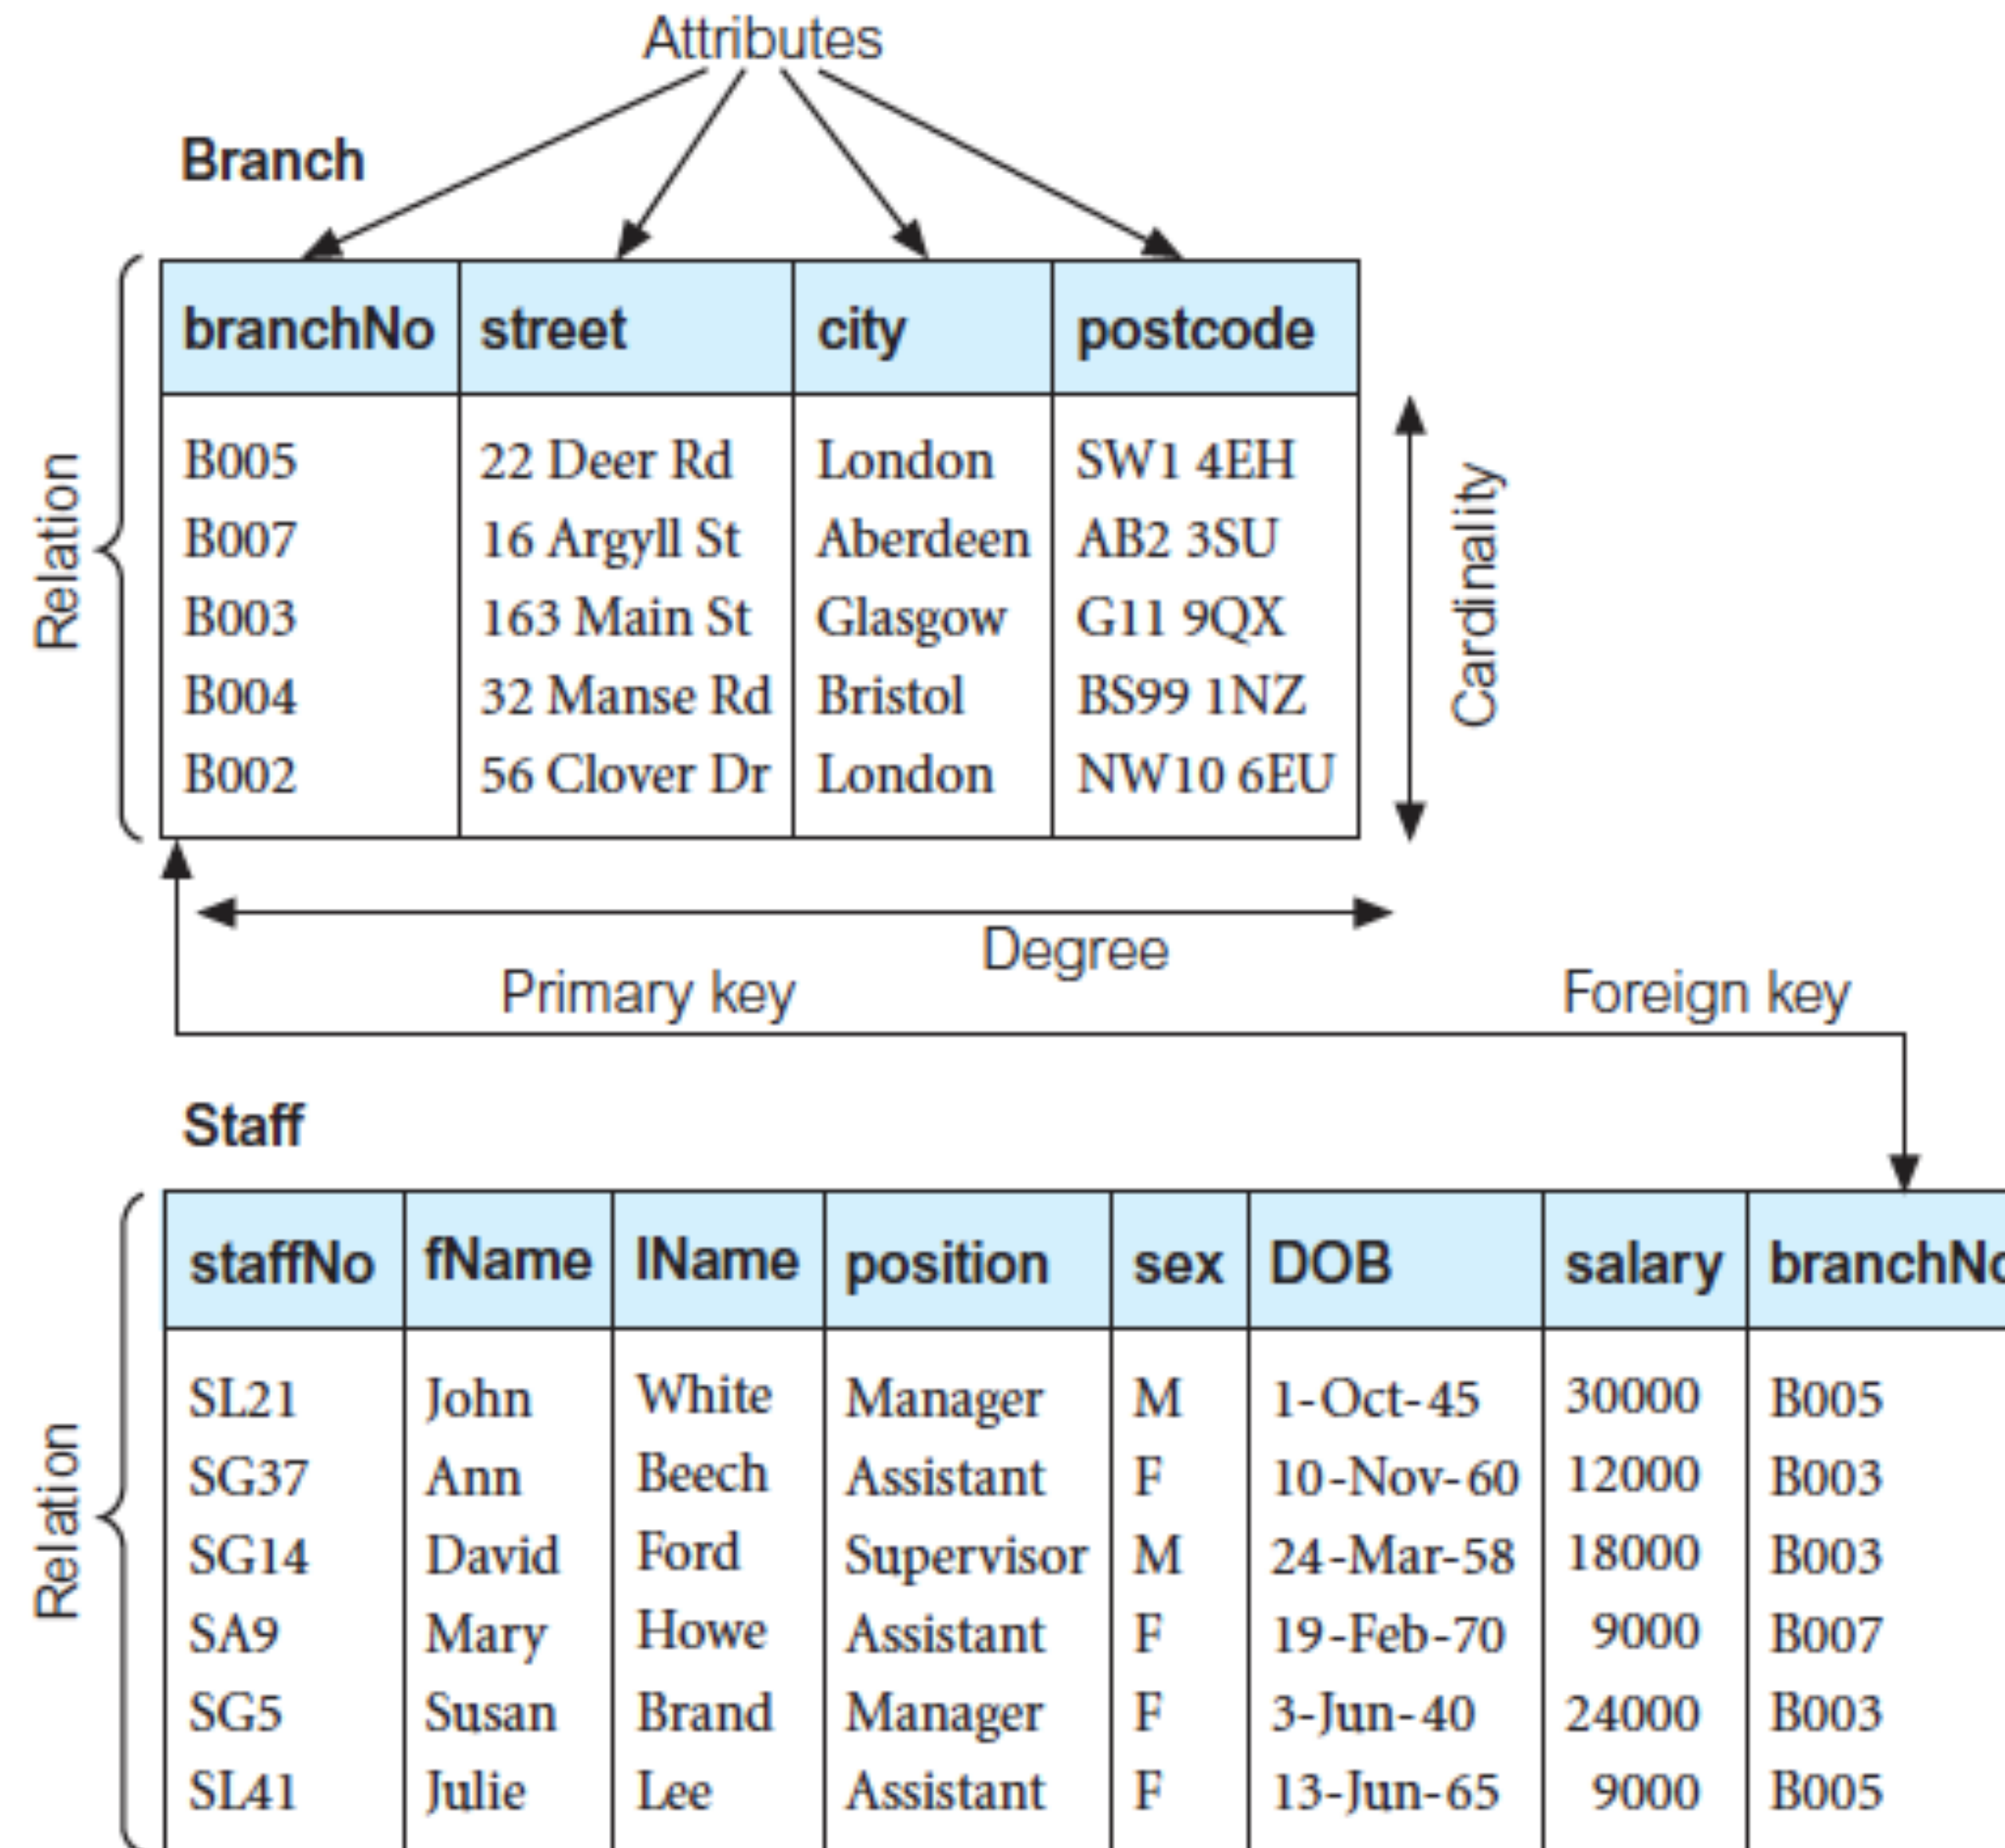 Attributes
Branch
branchNo street city postcode
B005 22 Deer Rd London SW1 4EH
B007 16 Argyll St Aberdeen AB2 3SU
B003 163 Main St Glasgow G11 9QX
B004 32 Manse Rd Bristol BS99 1NZ
B002 56 Clover Dr London NW10 6EU
Relation
Cardinality
Degree
Primary key
Foreign key
Staff
staffNo fName lName position sex DOB salary branchNo
SL21 John White Manager M 1-Oct-45 30000 B005
SG37 Ann Beech Assistant F 10-Nov-60 12000 B003
SG14 David Ford Supervisor M 24-Mar-58 18000 B003
SA9 Mary Howe Assistant F 19-Feb-70 9000 B007
SG5 Susan Brand Manager F 3-Jun-40 24000 B003
SL41 Julie Lee Assistant F 13-Jun-65 9000 B005
Relation